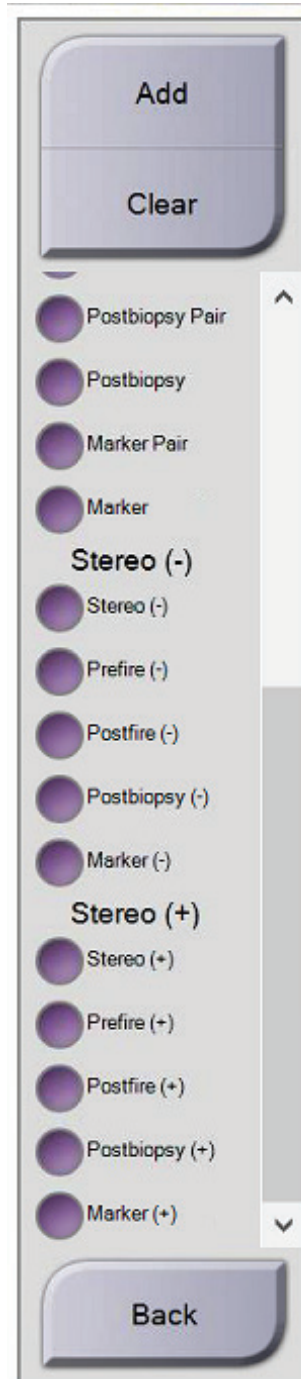 Add
Clear
Postbiopsy Pair
Postbiopsy
Marker Pair
Marker
Stereo (-)
Stereo (-)
Prefire (-)
Postfire (-)
Postbiopsy (-)
Marker (-)
Stereo (+)
Stereo (+)
Prefire (+)
Postfire (+)
Postbiopsy (+)
Marker (+)
Back